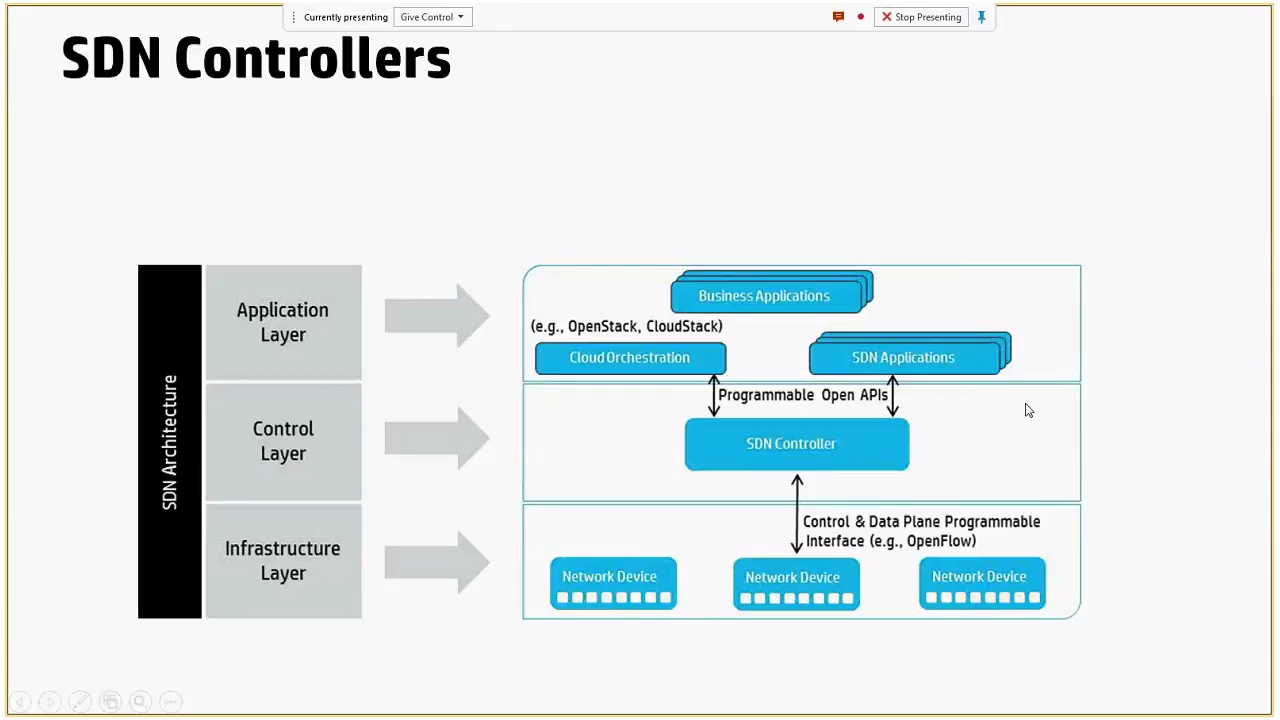 Currently presenting
Give Control
Stop Presenting
SDN Controllers
SDN Architecture
Application
Layer
Control
Layer
Infrastructure
Layer
Business Applications
(e.g., OpenStack, CloudStack)
Cloud Orchestration
SDN Applications
Programmable Open APIs
SDN Controller
Control & Data Plane Programmable
Interface (e.g., OpenFlow)
Network Device
Network Device
Network Device